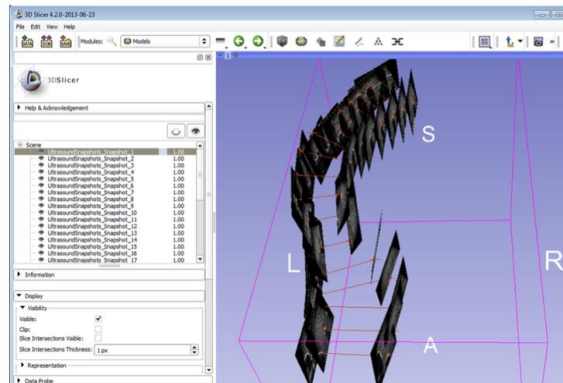 3D Slicer 4.2.0-2013-06-23
File Edit View Help
DATA DCM SAVE Modules: Models
1
3DSlicer
Help & Acknowledgement
Scene
UltrasoundSnapshots_Snapshot_1 1.00
UltrasoundSnapshots_Snapshot_2 1.00
UltrasoundSnapshots_Snapshot_3 1.00
UltrasoundSnapshots_Snapshot_4 1.00
UltrasoundSnapshots_Snapshot_5 1.00
UltrasoundSnapshots_Snapshot_6 1.00
UltrasoundSnapshots_Snapshot_7 1.00
UltrasoundSnapshots_Snapshot_8 1.00
UltrasoundSnapshots_Snapshot_9 1.00
UltrasoundSnapshots_Snapshot_10 1.00
UltrasoundSnapshots_Snapshot_11 1.00
UltrasoundSnapshots_Snapshot_12 1.00
UltrasoundSnapshots_Snapshot_13 1.00
UltrasoundSnapshots_Snapshot_14 1.00
UltrasoundSnapshots_Snapshot_15 1.00
UltrasoundSnapshots_Snapshot_16 1.00
UltrasoundSnapshots_Snapshot_17 1.00
Information
Display
Visibility
Visible:
Clip:
Slice Intersections Visible:
Slice Intersections Thickness: 1 px
Representation
Data Probe
S
L
R
A